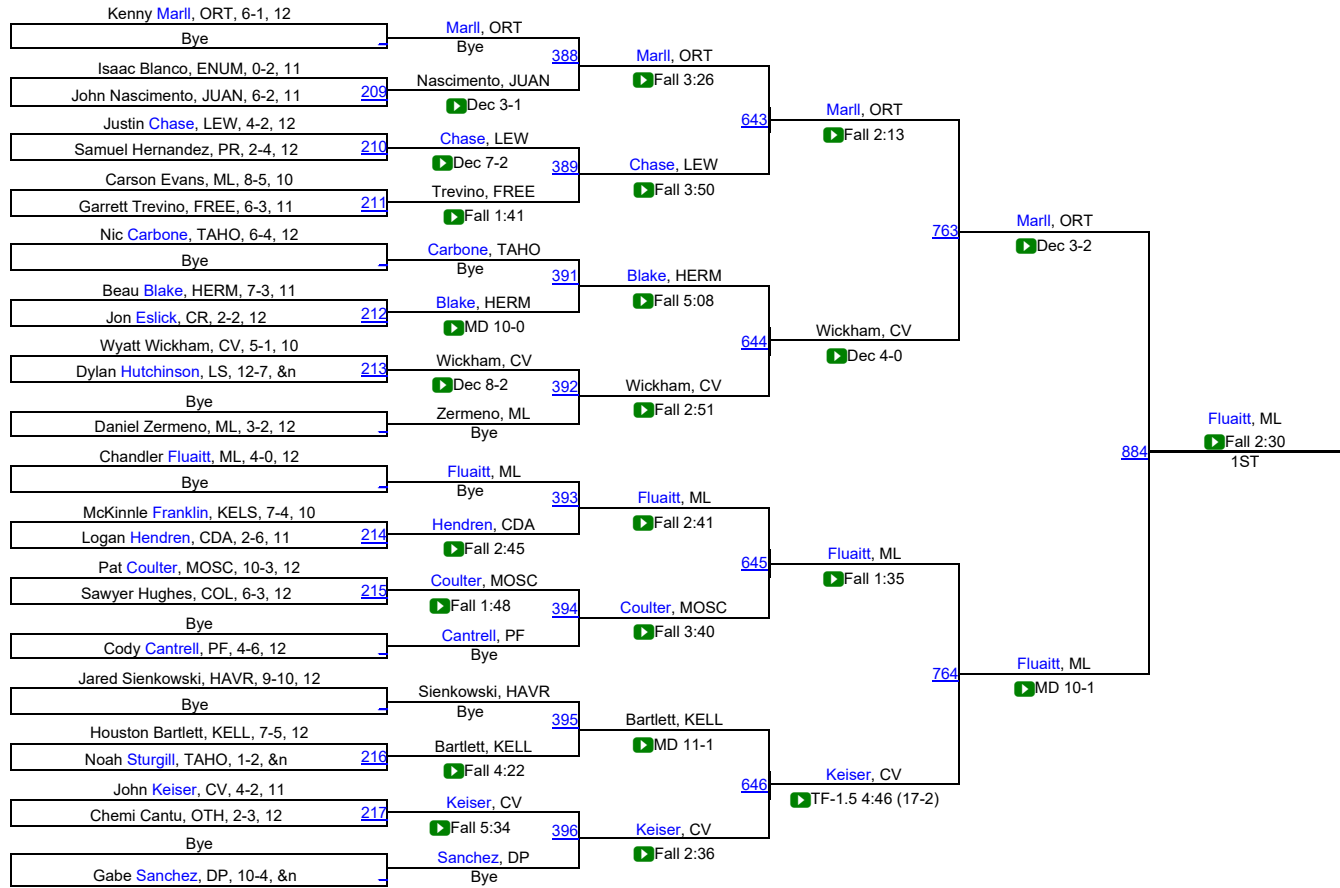 Kenny Marll, ORT, 6-1, 12
Bye
Isaac Blanco, ENUM, 0-2, 11
John Nascimento, JUAN, 6-2, 11
209
Justin Chase, LEW, 4-2, 12
Samuel Hernandez, PR, 2-4, 12
210
Carson Evans, ML, 8-5, 10
Garrett Trevino, FREE, 6-3, 11
211
Nic Carbone, TAHO, 6-4, 12
Bye
Beau Blake, HERM, 7-3, 11
Jon Eslick, CR, 2-2, 12
212
Wyatt Wickham, CV, 5-1, 10
Dylan Hutchinson, LS, 12-7, &n
213
Bye
Daniel Zermeno, ML, 3-2, 12
Chandler Fluaitt, ML, 4-0, 12
Bye
McKinnle Franklin, KELS, 7-4, 10
Logan Hendren, CDA, 2-6, 11
214
Pat Coulter, MOSC, 10-3, 12
Sawyer Hughes, COL, 6-3, 12
215
Bye
Cody Cantrell, PF, 4-6, 12
Jared Sienkowski, HAVR, 9-10, 12
Bye
Houston Bartlett, KELL, 7-5, 12
Noah Sturgill, TAHO, 1-2, &n
216
John Keiser, CV, 4-2, 11
Chemi Cantu, OTH, 2-3, 12
217
Bye
Gabe Sanchez, DP, 10-4, &n
Marll, ORT
Bye
388
Nascimento, JUAN
Dec 3-1
Chase, LEW
Dec 7-2
389
Trevino, FREE
Fall 1:41
Carbone, TAHO
Bye
391
Blake, HERM
MD 10-0
Wickham, CV
Dec 8-2
392
Zermeno, ML
Bye
Fluaitt, ML
Bye
393
Hendren, CDA
Fall 2:45
Coulter, MOSC
Fall 1:48
394
Cantrell, PF
Bye
Sienkowski, HAVR
Bye
395
Bartlett, KELL
Fall 4:22
Keiser, CV
Fall 5:34
396
Sanchez, DP
Bye
Marll, ORT
Fall 3:26
643
Chase, LEW
Fall 3:50
Blake, HERM
Fall 5:08
644
Wickham, CV
Fall 2:51
Fluaitt, ML
Fall 2:41
645
Coulter, MOSC
Fall 3:40
Bartlett, KELL
MD 11-1
646
Keiser, CV
Fall 2:36
Marll, ORT
Fall 2:13
763
Wickham, CV
Dec 4-0
Fluaitt, ML
Fall 1:35
764
Keiser, CV
TF-1.5 4:46 (17-2)
Marll, ORT
Dec 3-2
884
Fluaitt, ML
MD 10-1
Fluaitt, ML
Fall 2:30
1ST